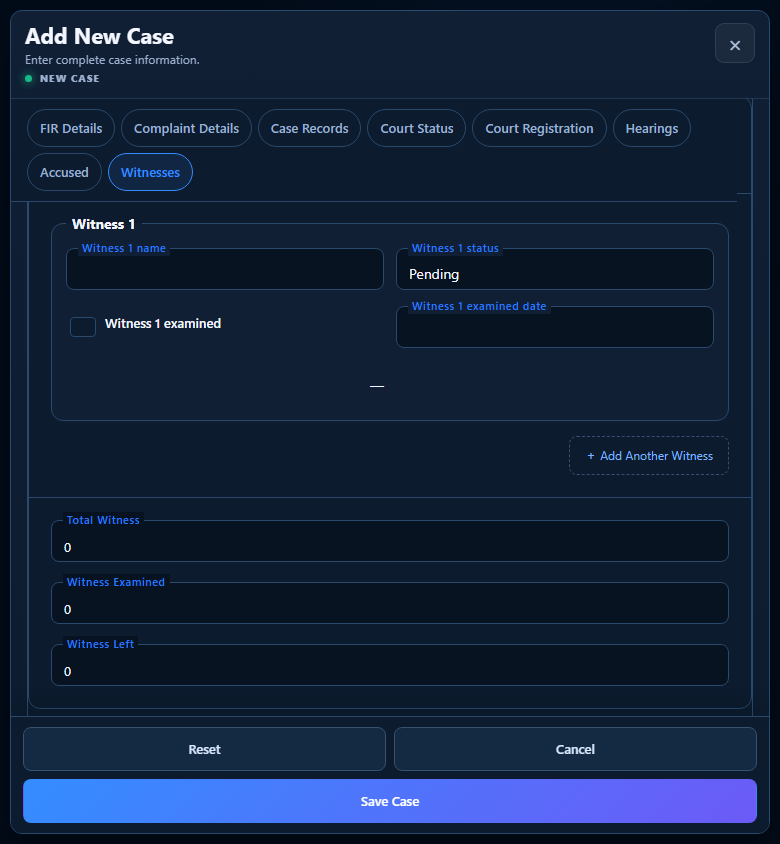 Add New Case
Enter complete case information.
NEW CASE
FIR Details
Complaint Details
Case Records
Court Status
Court Registration
Hearings
Accused
Witnesses
Witness 1
Witness 1 name
Witness 1 status
Pending
Witness 1 examined
Witness 1 examined date
—
+ Add Another Witness
Total Witness
0
Witness Examined
0
Witness Left
0
Reset
Cancel
Save Case